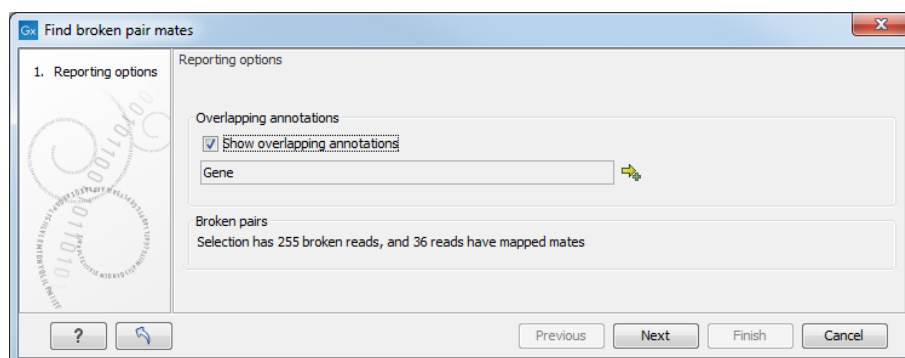 Gx Find broken pair mates
X
1. Reporting options
Reporting options
Overlapping annotations
Show overlapping annotations
Gene
Broken pairs
Selection has 255 broken reads, and 36 reads have mapped mates
?
Previous
Next
Finish
Cancel